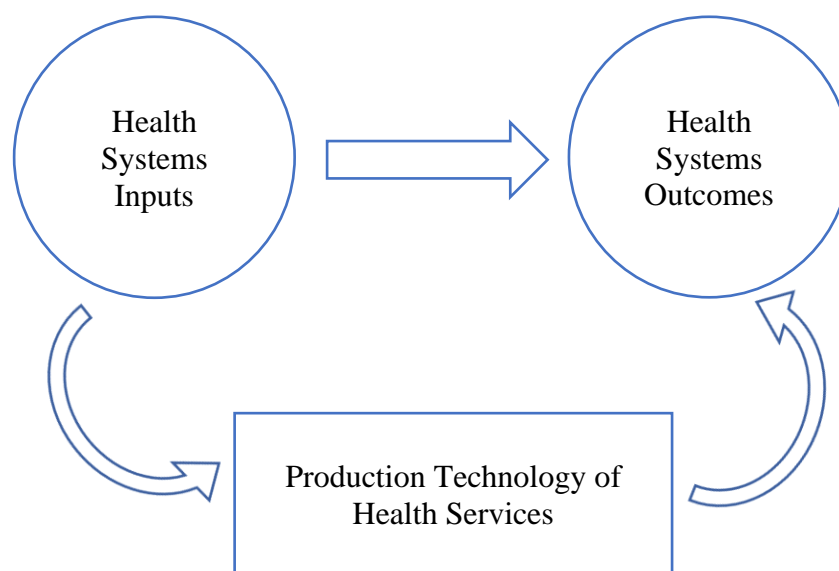 Health
Systems
Inputs
Health
Systems
Outcomes
Production Technology of
Health Services